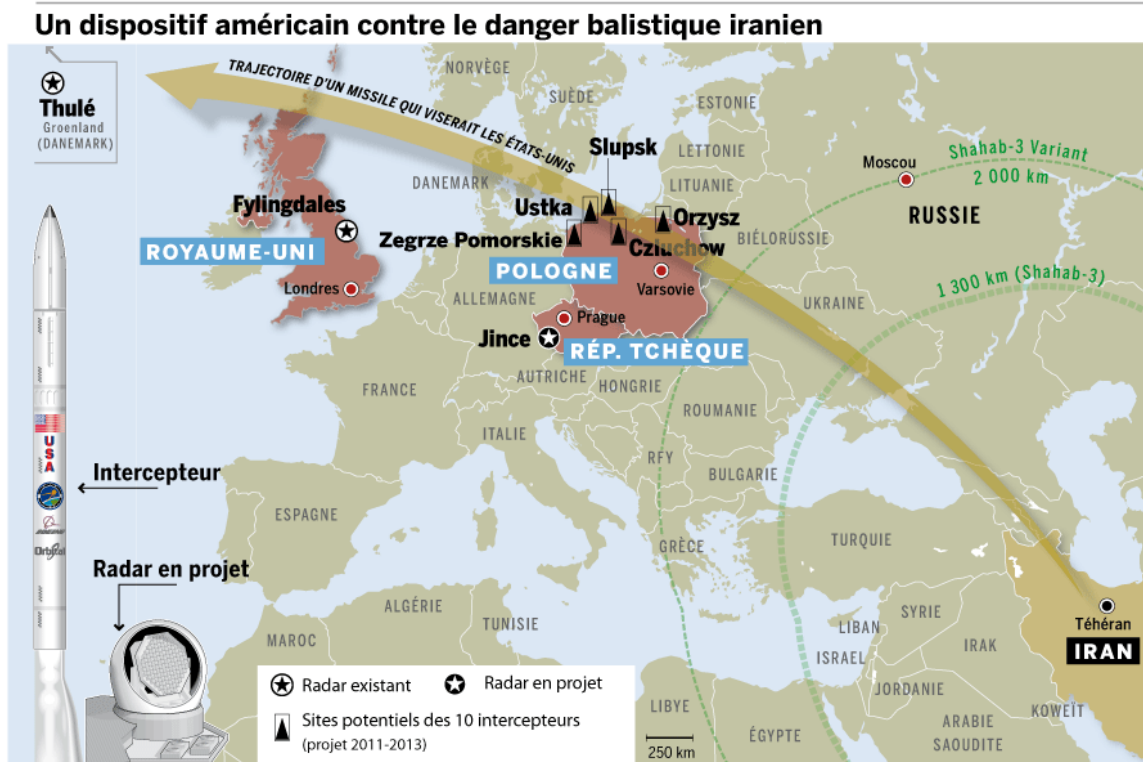 Un dispositif américain contre le danger balistique iranien
Thulé
Groenland
(DANEMARK)
TRAJECTOIRE D'UN MISSILE QUI VISERAIT LES ÉTATS-UNIS
NORVÈGE
SUÈDE
ESTONIE
LETTONIE
LITUANIE
DANEMARK
Slupsk
Ustka
Orzysz
Zegrze Pomorskie
Czluchow
POLOGNE
Varsovie
Moscou
Shahab-3 Variant
2 000 km
RUSSIE
BIÉLORUSSIE
1 300 km (Shahab-3)
UKRAINE
Fylingdales
ROYAUME-UNI
Londres
ALLEMAGNE
Prague
Jince
RÉP. TCHÈQUE
AUTRICHE
HONGRIE
FRANCE
ROUMANIE
ITALIE
RFY
BULGARIE
ESPAGNE
GRÈCE
TURQUIE
USA
BOEING
Orbital
Intercepteur
Radar en projet
ALGÉRIE
TUNISIE
MAROC
SYRIE
LIBAN
IRAK
ISRAEL
JORDANIE
KOWEÏT
ARABIE
SAOUDITE
LIBYE
ÉGYPTE
Téhéran
IRAN
250 km
Radar existant
Radar en projet
Sites potentiels des 10 intercepteurs
(projet 2011-2013)